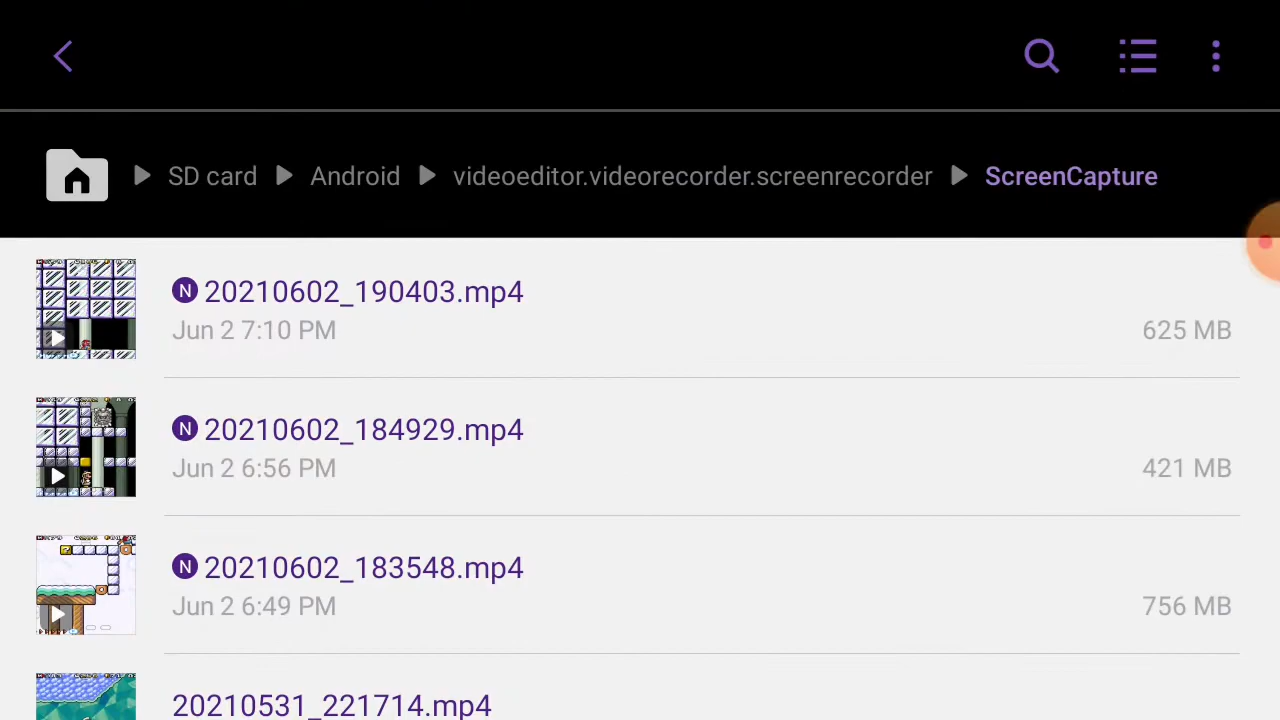 SD card Android videoeditor.videorecorder.screenrecorder ScreenCapture
N 20210602_190403.mp4
Jun 2 7:10 PM 625 MB
N 20210602_184929.mp4
Jun 2 6:56 PM 421 MB
N 20210602_183548.mp4
Jun 2 6:49 PM 756 MB
20210531_221714.mp4